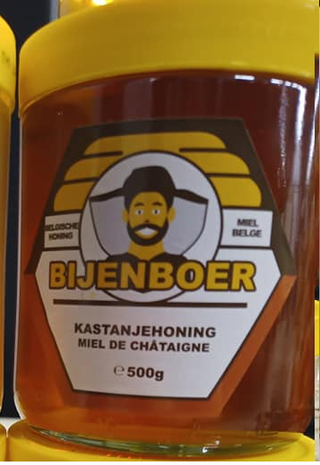 BELGISCHE
HONING
MIEL
BELGE
BIJENBOER
KASTANJEHONING
MIEL DE CHÂTAIGNE
℮ 500g